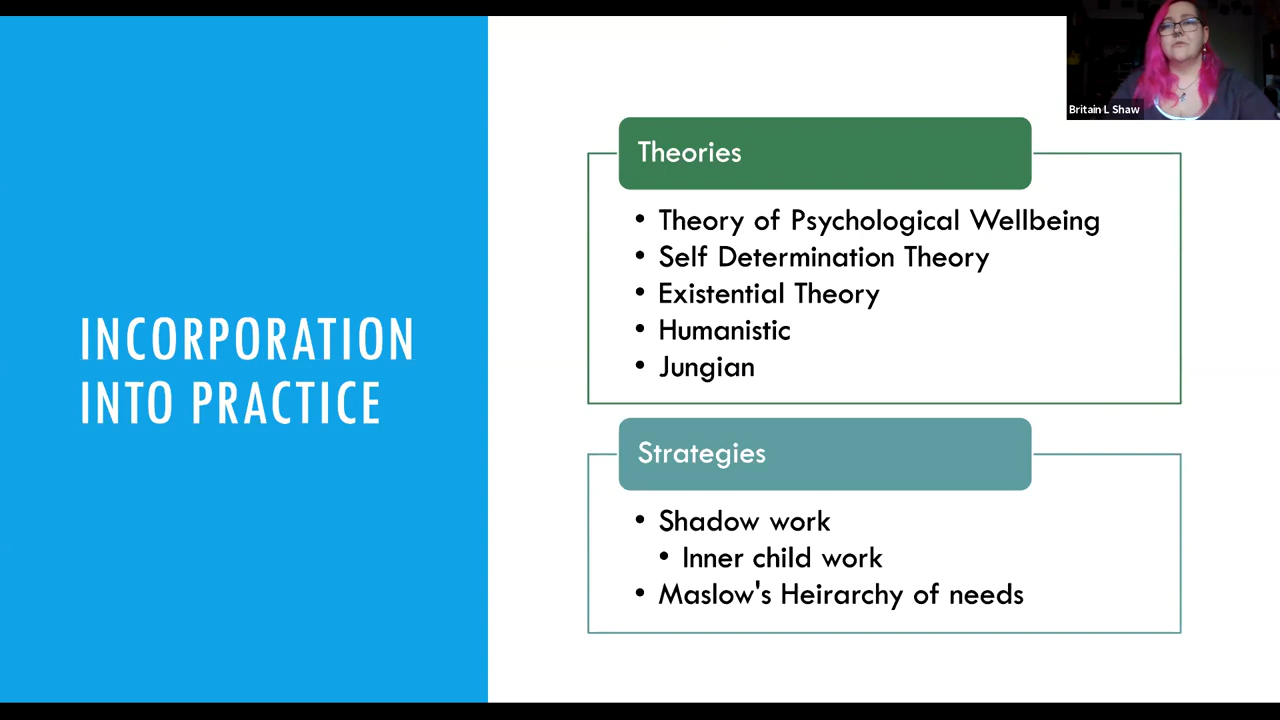 Britain L Shaw
INCORPORATION
INTO PRACTICE
Theories
• Theory of Psychological Wellbeing
• Self Determination Theory
• Existential Theory
• Humanistic
• Jungian
Strategies
• Shadow work
• Inner child work
• Maslow's Heirarchy of needs